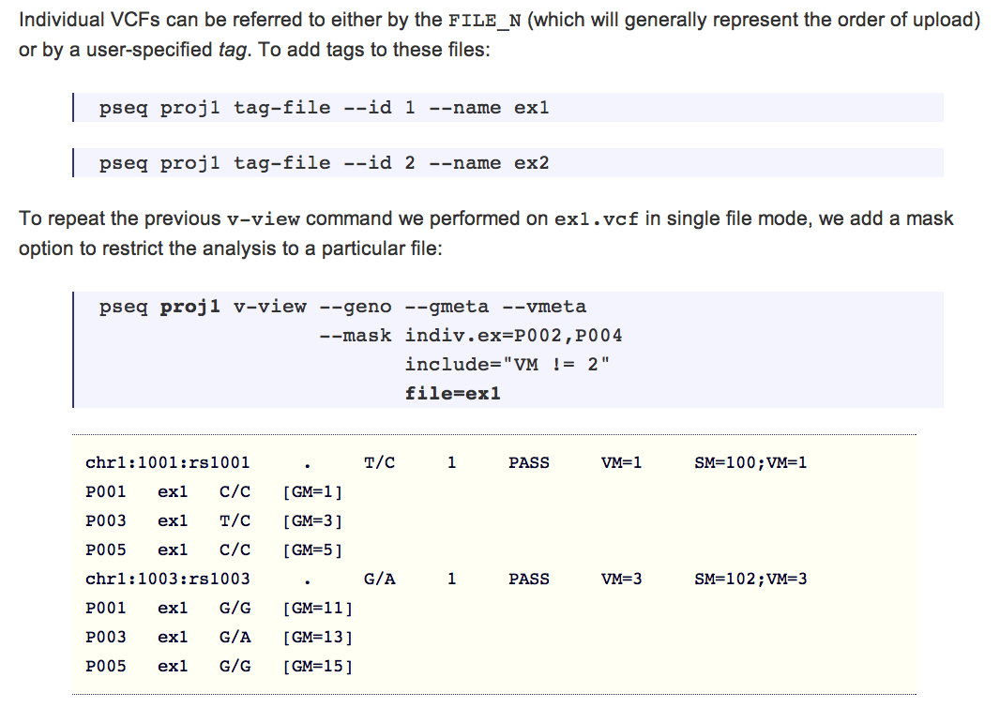 Individual VCFs can be referred to either by the FILE_N (which will generally represent the order of upload)
or by a user-specified tag. To add tags to these files:
pseq proj1 tag-file --id 1 --name ex1
pseq proj1 tag-file --id 2 --name ex2
To repeat the previous v-view command we performed on ex1.vcf in single file mode, we add a mask
option to restrict the analysis to a particular file:
pseq proj1 v-view --geno --gmeta --vmeta
--mask indiv.ex=P002,P004
include="VM != 2"
file=ex1
chr1:1001:rs1001 . T/C 1 PASS VM=1 SM=100;VM=1
P001 ex1 C/C [GM=1]
P003 ex1 T/C [GM=3]
P005 ex1 C/C [GM=5]
chr1:1003:rs1003 . G/A 1 PASS VM=3 SM=102;VM=3
P001 ex1 G/G [GM=11]
P003 ex1 G/A [GM=13]
P005 ex1 G/G [GM=15]